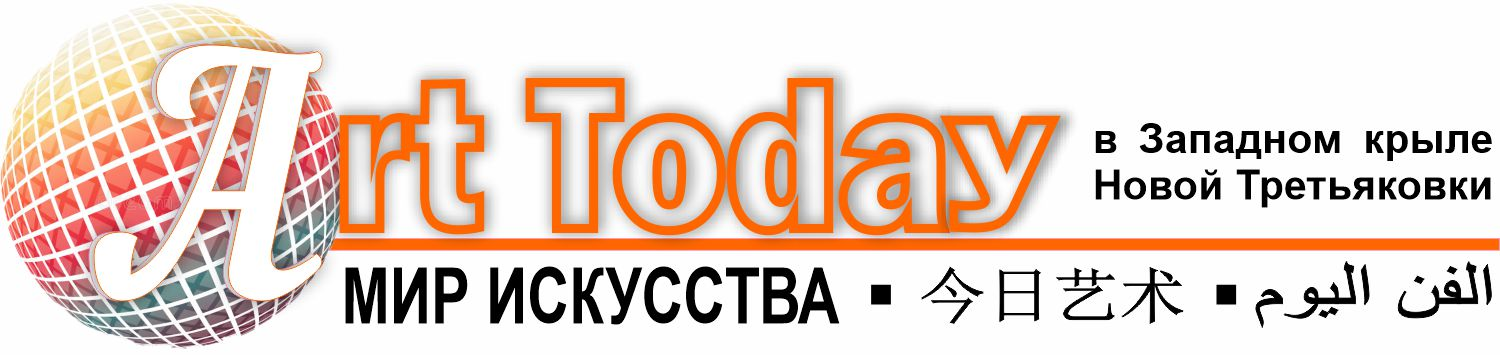 Art Today
в Западном крыле
Новой Третьяковки
МИР ИСКУССТВА ▪ 今日艺术 ▪ الفن اليوم